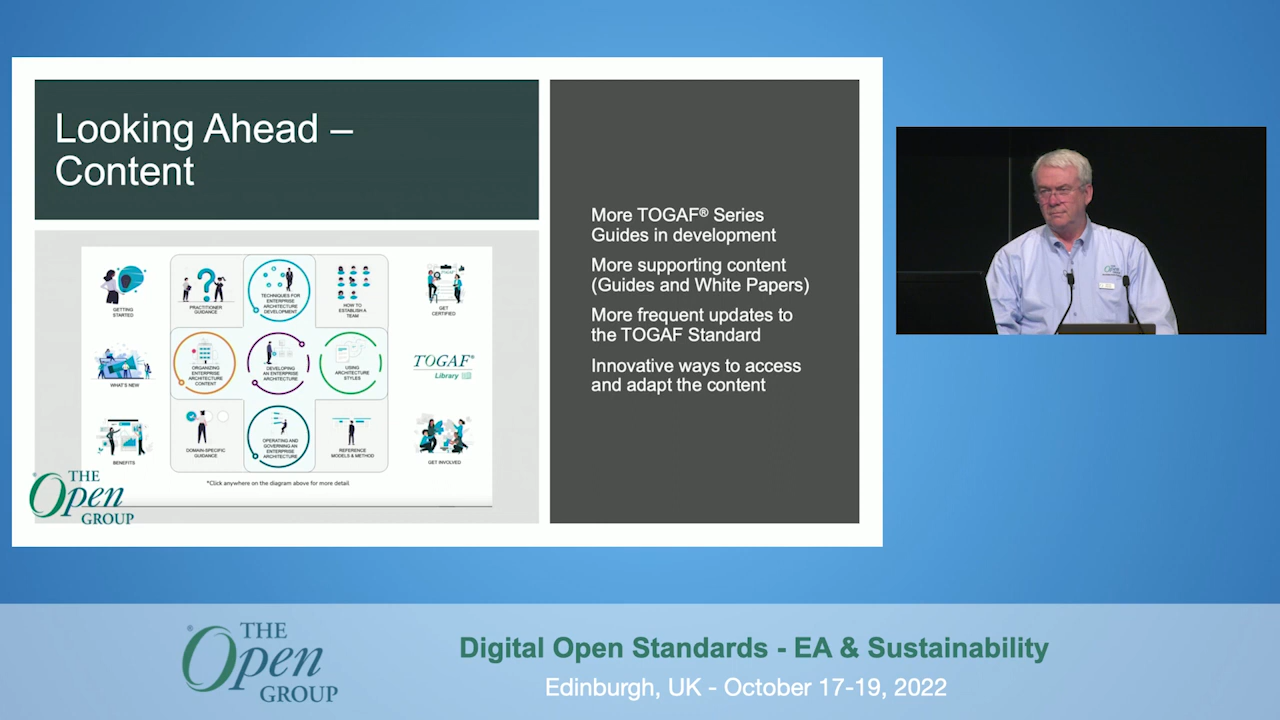 Looking Ahead –
Content
GETTING
STARTED
PRACTITIONER
GUIDANCE
TECHNIQUES FOR
ENTERPRISE
ARCHITECTURE
DEVELOPMENT
HOW TO
ESTABLISH A
TEAM
GET
CERTIFIED
WHAT'S NEW
ORGANIZING
ENTERPRISE
ARCHITECTURE
CONTENT
DEVELOPING
AN ENTERPRISE
ARCHITECTURE
USING
ARCHITECTURE
STYLES
TOGAF®
Library
BENEFITS
DOMAIN-SPECIFIC
GUIDANCE
OPERATING AND
GOVERNING AN
ENTERPRISE
ARCHITECTURE
REFERENCE
MODELS & METHOD
GET INVOLVED
*Click anywhere on the diagram above for more detail.
THE
Open
GROUP
More TOGAF® Series
Guides in development
More supporting content
(Guides and White Papers)
More frequent updates to
the TOGAF Standard
Innovative ways to access
and adapt the content
THE
Open
GROUP
Digital Open Standards - EA & Sustainability
Edinburgh, UK - October 17-19, 2022